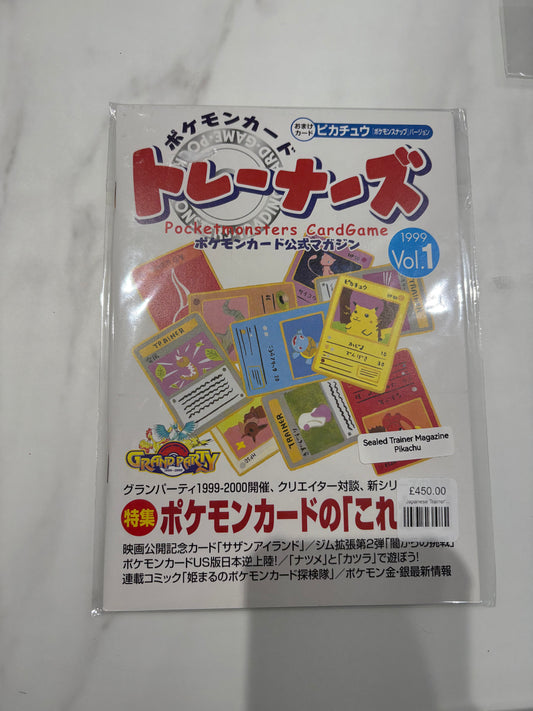 ポケモンカード
おまけカード ピカチュウ「ポケモンスナップ」バージョン
トレーナーズ
Pocketmonsters CardGame
ポケモンカード公式マガジン
1999
Vol.1
ピカチュウ
TRAINER
TRAINER
GRAND PARTY
Sealed Trainer Magazine
Pikachu
£450.00
Japanese Trainer
グランパーティ1999-2000開催、クリエイター対談、新シリ
特集 ポケモンカードの「これ
映画公開記念カード「サザンアイランド」/ジム拡張第2弾「闇からの挑戦」
ポケモンカードUS版日本逆上陸!/「ナツメ」と「カツラ」で遊ぼう!
連載コミック「姫まるのポケモンカード探検隊」/ポケモン金・銀最新情報